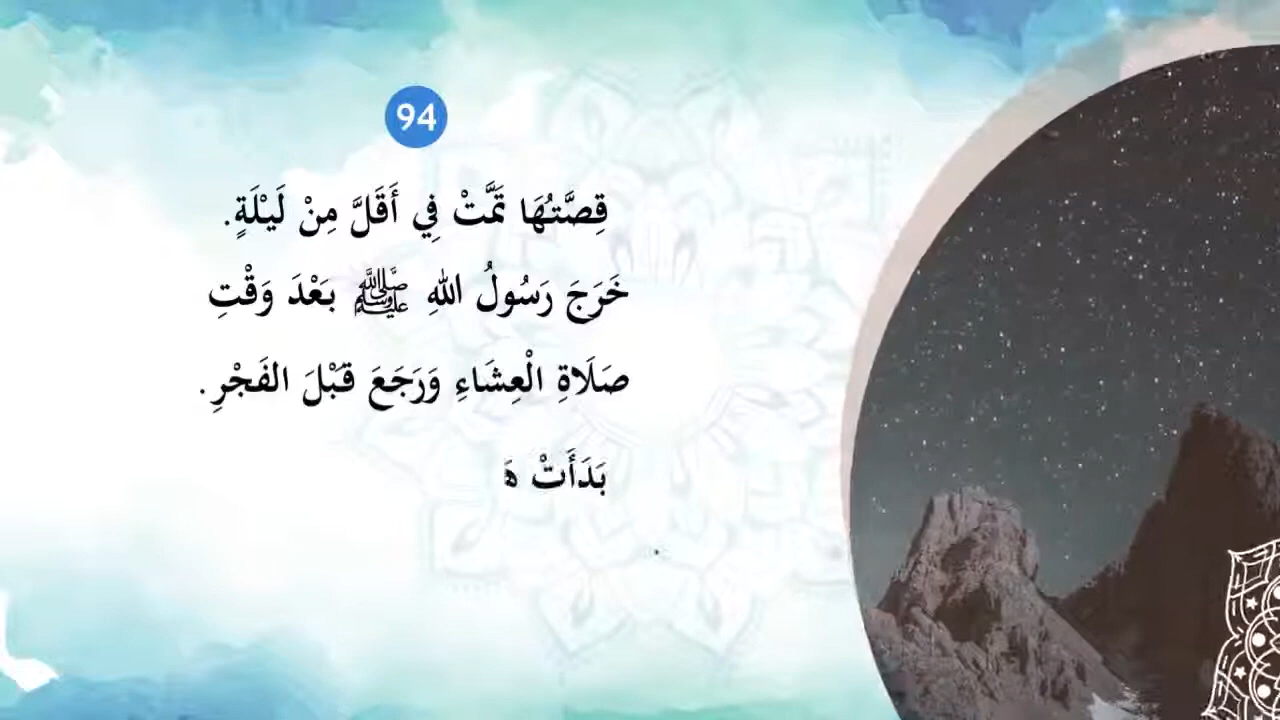 94
قِصَّتُهَا تَمَّتْ فِي أَقَلَّ مِنْ لَيْلَةٍ.
خَرَجَ رَسُولُ اللهِ ﷺ بَعْدَ وَقْتِ
صَلَاةِ الْعِشَاءِ وَرَجَعَ قَبْلَ الفَجْرِ.
بَدَأَتْ هَ